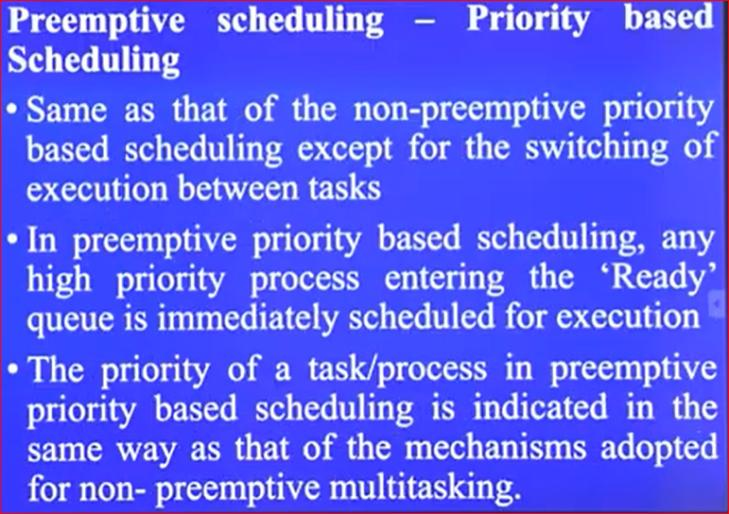 Preemptive scheduling – Priority based
Scheduling
• Same as that of the non-preemptive priority
based scheduling except for the switching of
execution between tasks
• In preemptive priority based scheduling, any
high priority process entering the ‘Ready’
queue is immediately scheduled for execution
• The priority of a task/process in preemptive
priority based scheduling is indicated in the
same way as that of the mechanisms adopted
for non- preemptive multitasking.